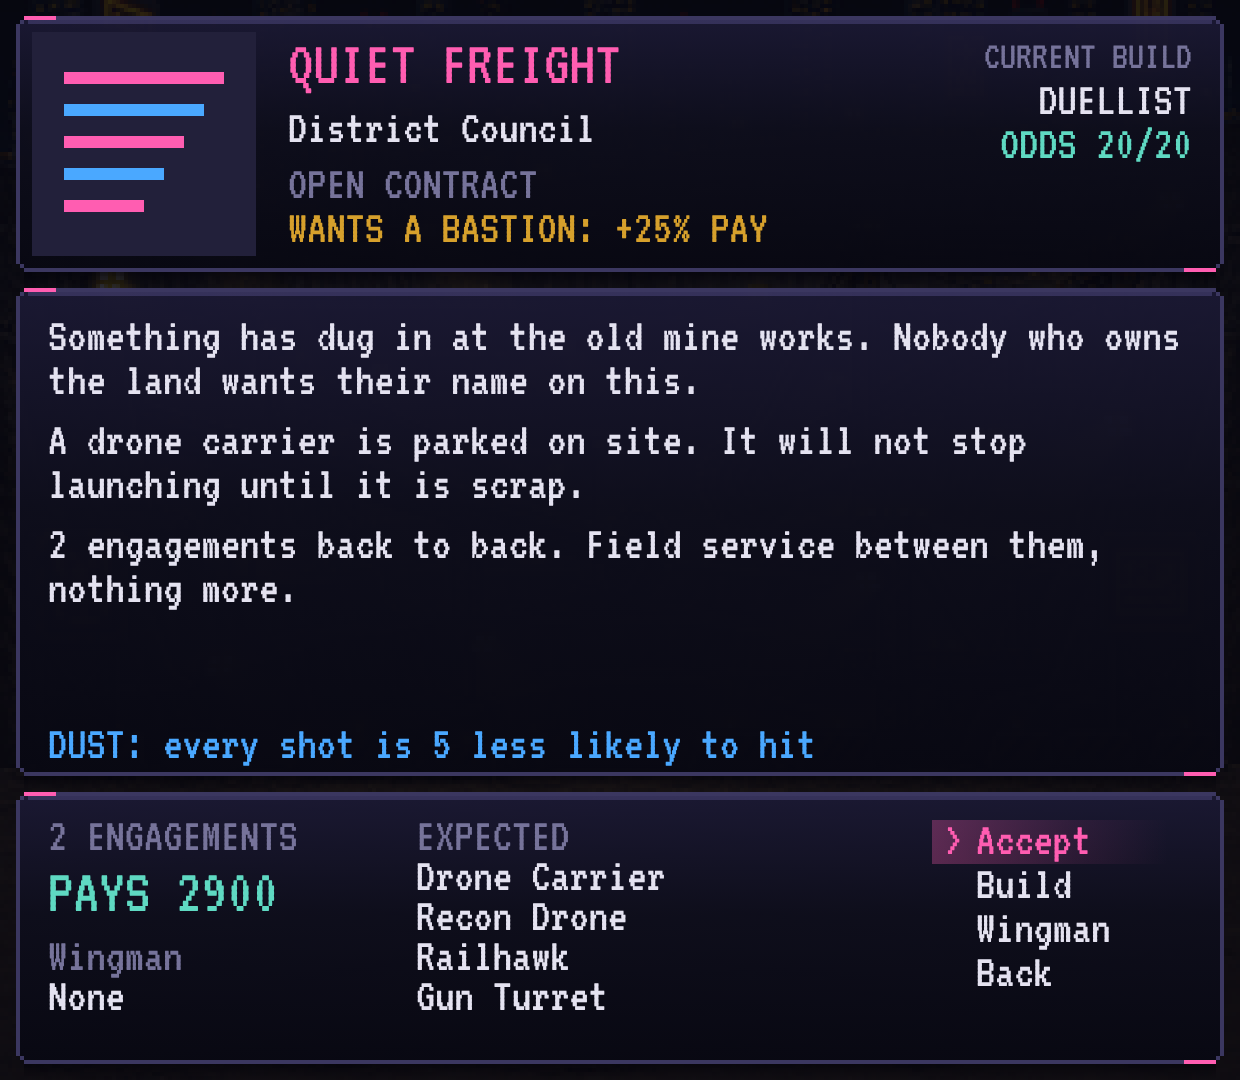 QUIET FREIGHT
District Council
OPEN CONTRACT
WANTS A BASTION: +25% PAY
CURRENT BUILD
DUELLIST
ODDS 20/20
Something has dug in at the old mine works. Nobody who owns
the land wants their name on this.
A drone carrier is parked on site. It will not stop
launching until it is scrap.
2 engagements back to back. Field service between them,
nothing more.
DUST: every shot is 5 less likely to hit
2 ENGAGEMENTS
PAYS 2900
Wingman
None
EXPECTED
Drone Carrier
Recon Drone
Railhawk
Gun Turret
> Accept
Build
Wingman
Back